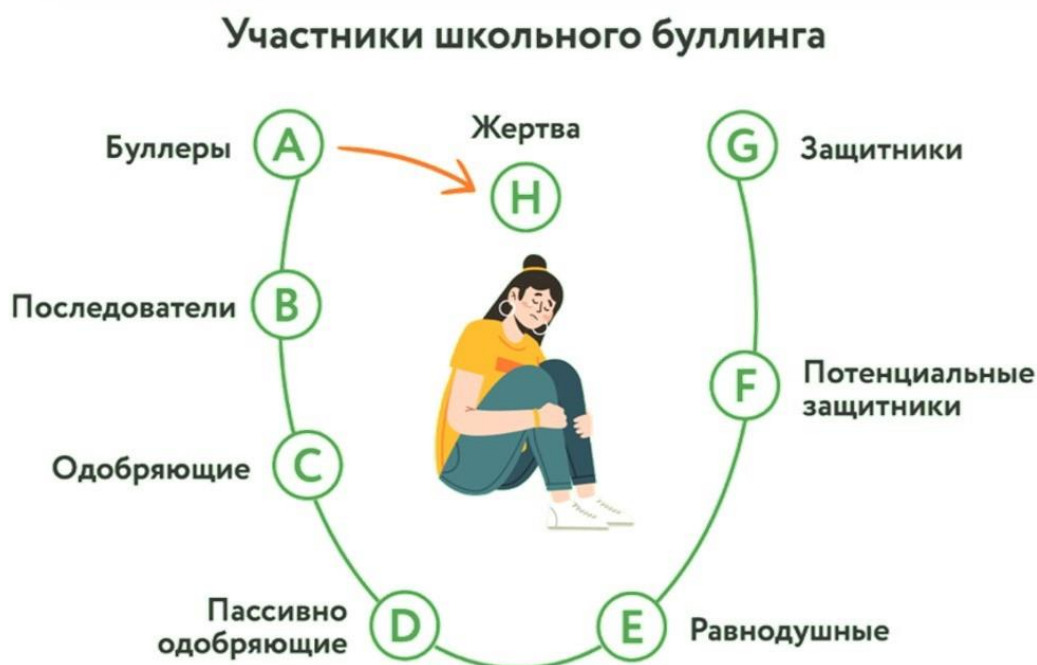 Участники школьного буллинга
Буллеры
A
Жертва
H
G
Защитники
Последователи
B
F
Потенциальные
защитники
Одобряющие
C
Пассивно
одобряющие
D
E
Равнодушные